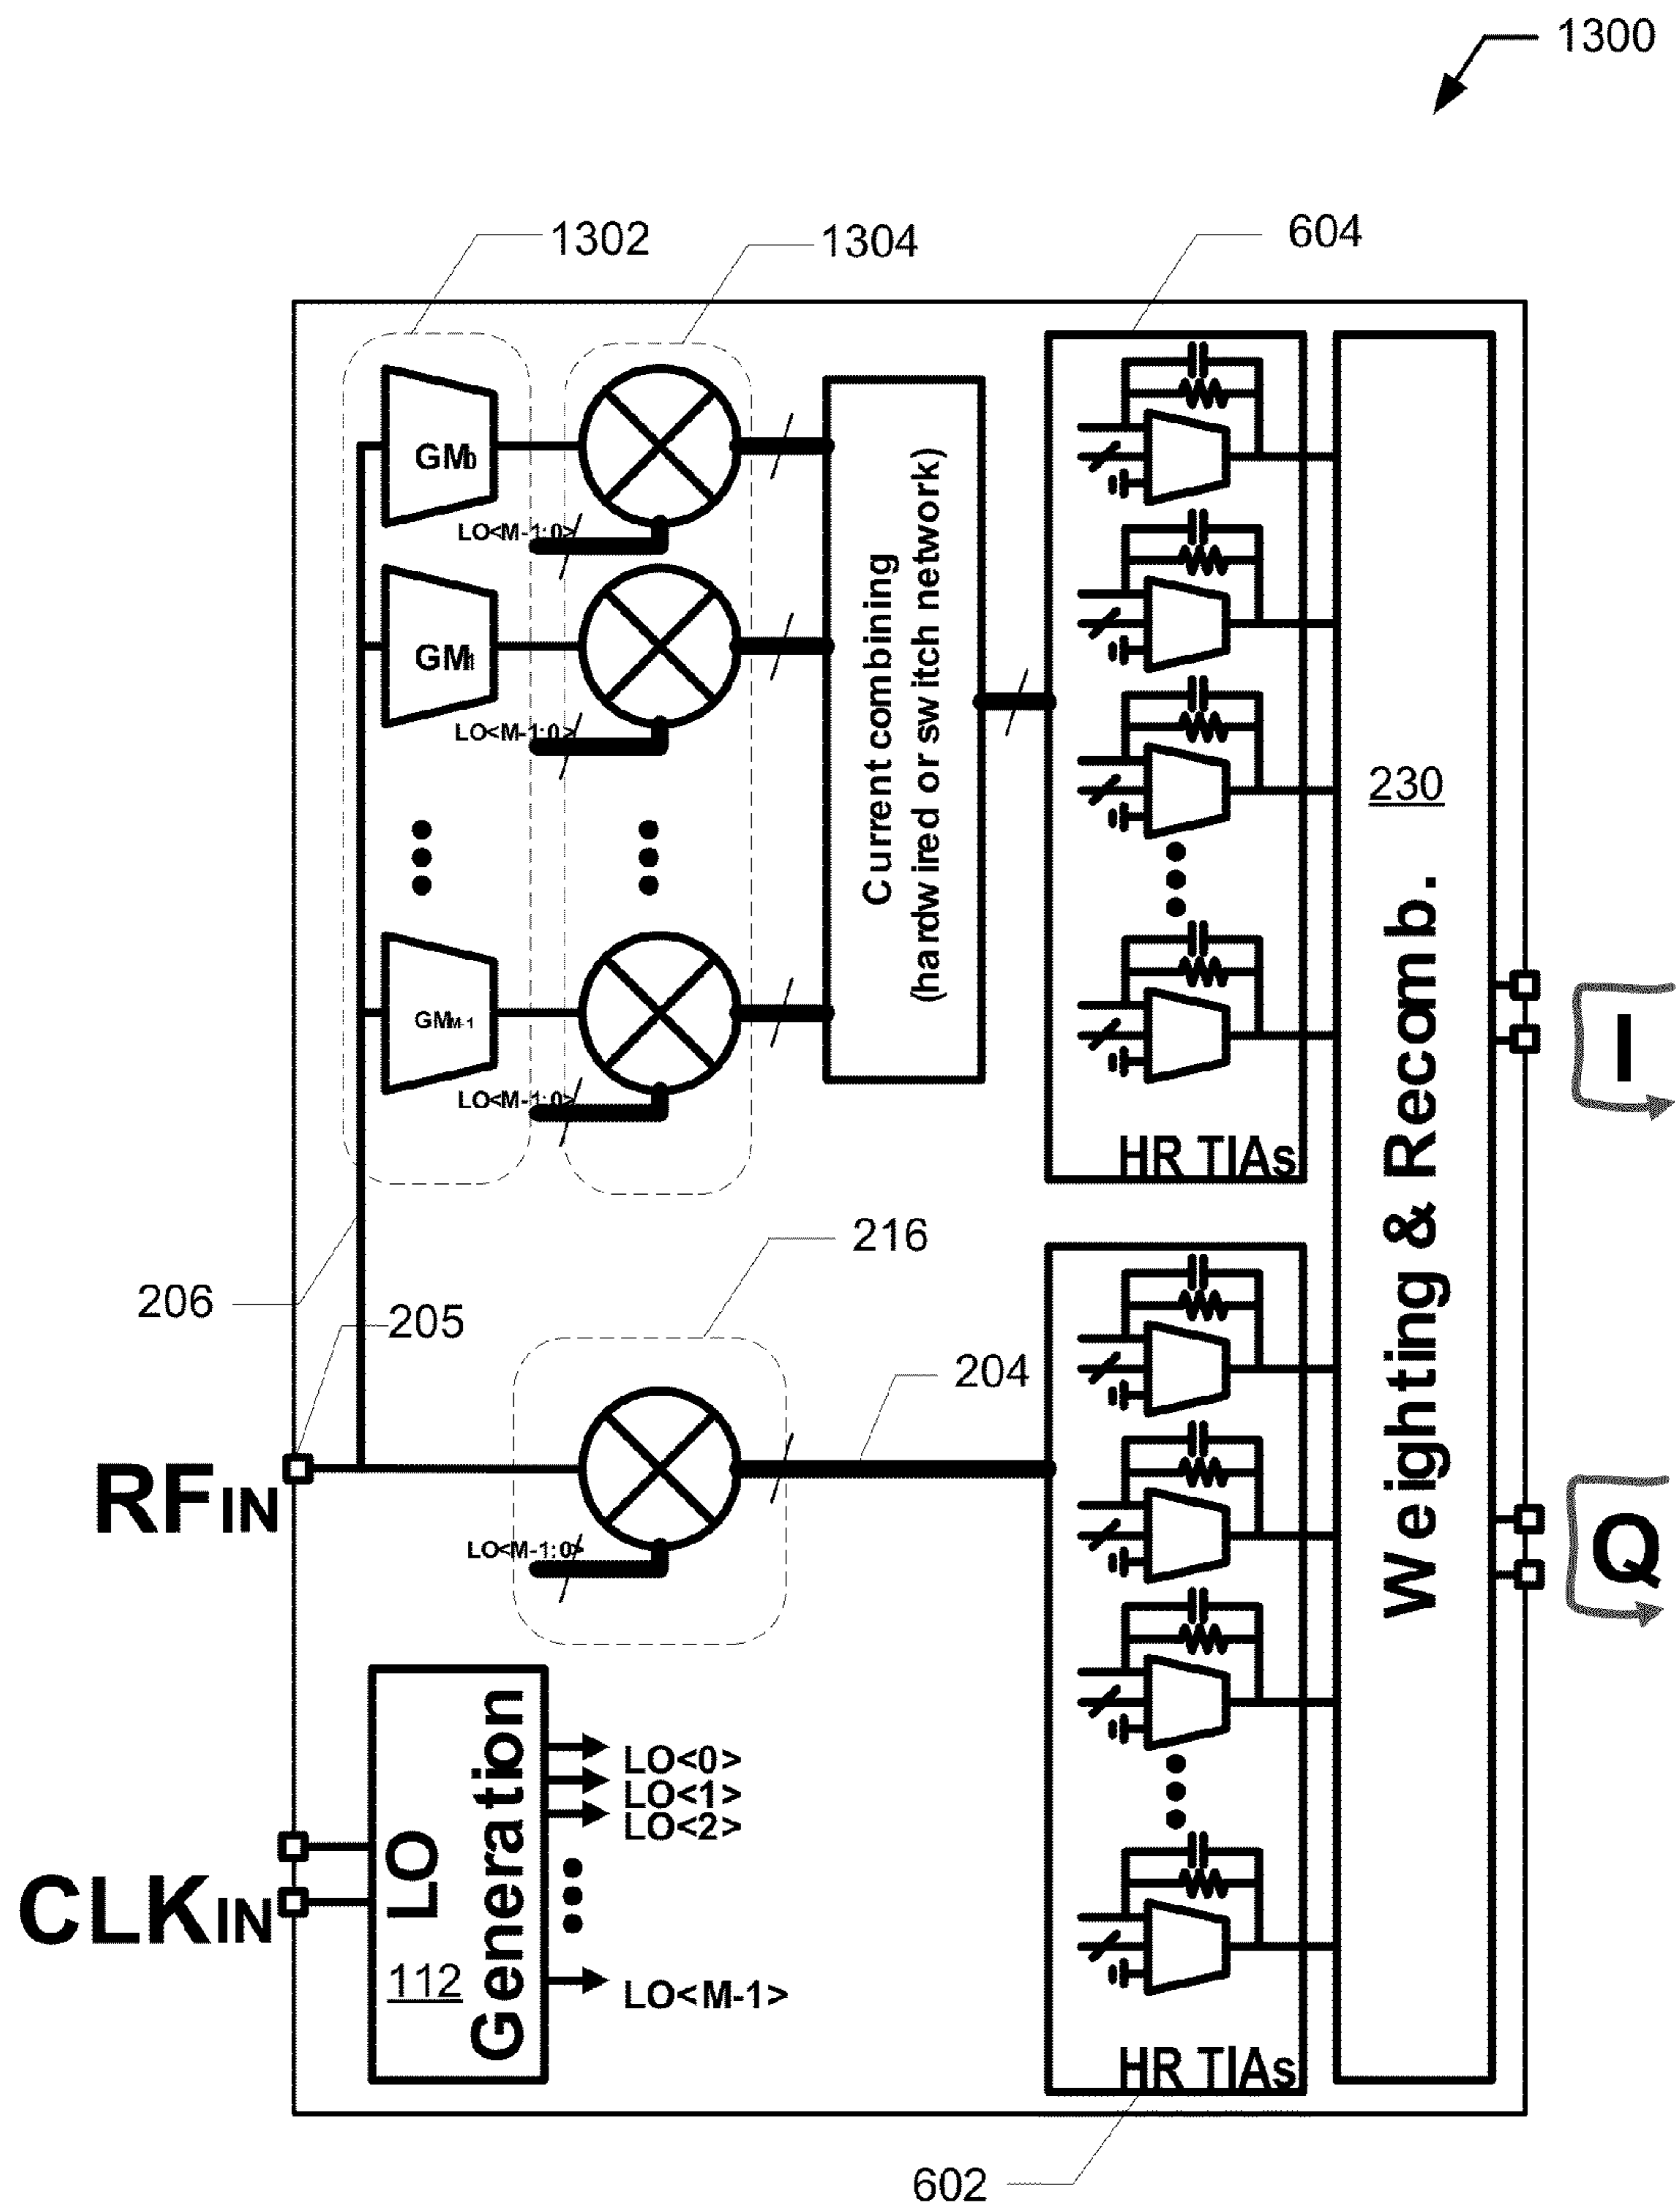 1300
1302
1304
604
GM0
LO<M-1:0>
GM1
LO<M-1:0>
GMM-1
LO<M-1:0>
Current combining
(hardwired or switch network)
HR TIAs
230
Weighting & Recomb.
I
216
206
205
204
RFIN
LO<M-1:0>
Q
LO
Generation
112
LO<0>
LO<1>
LO<2>
LO<M-1>
CLKIN
HR TIAs
602